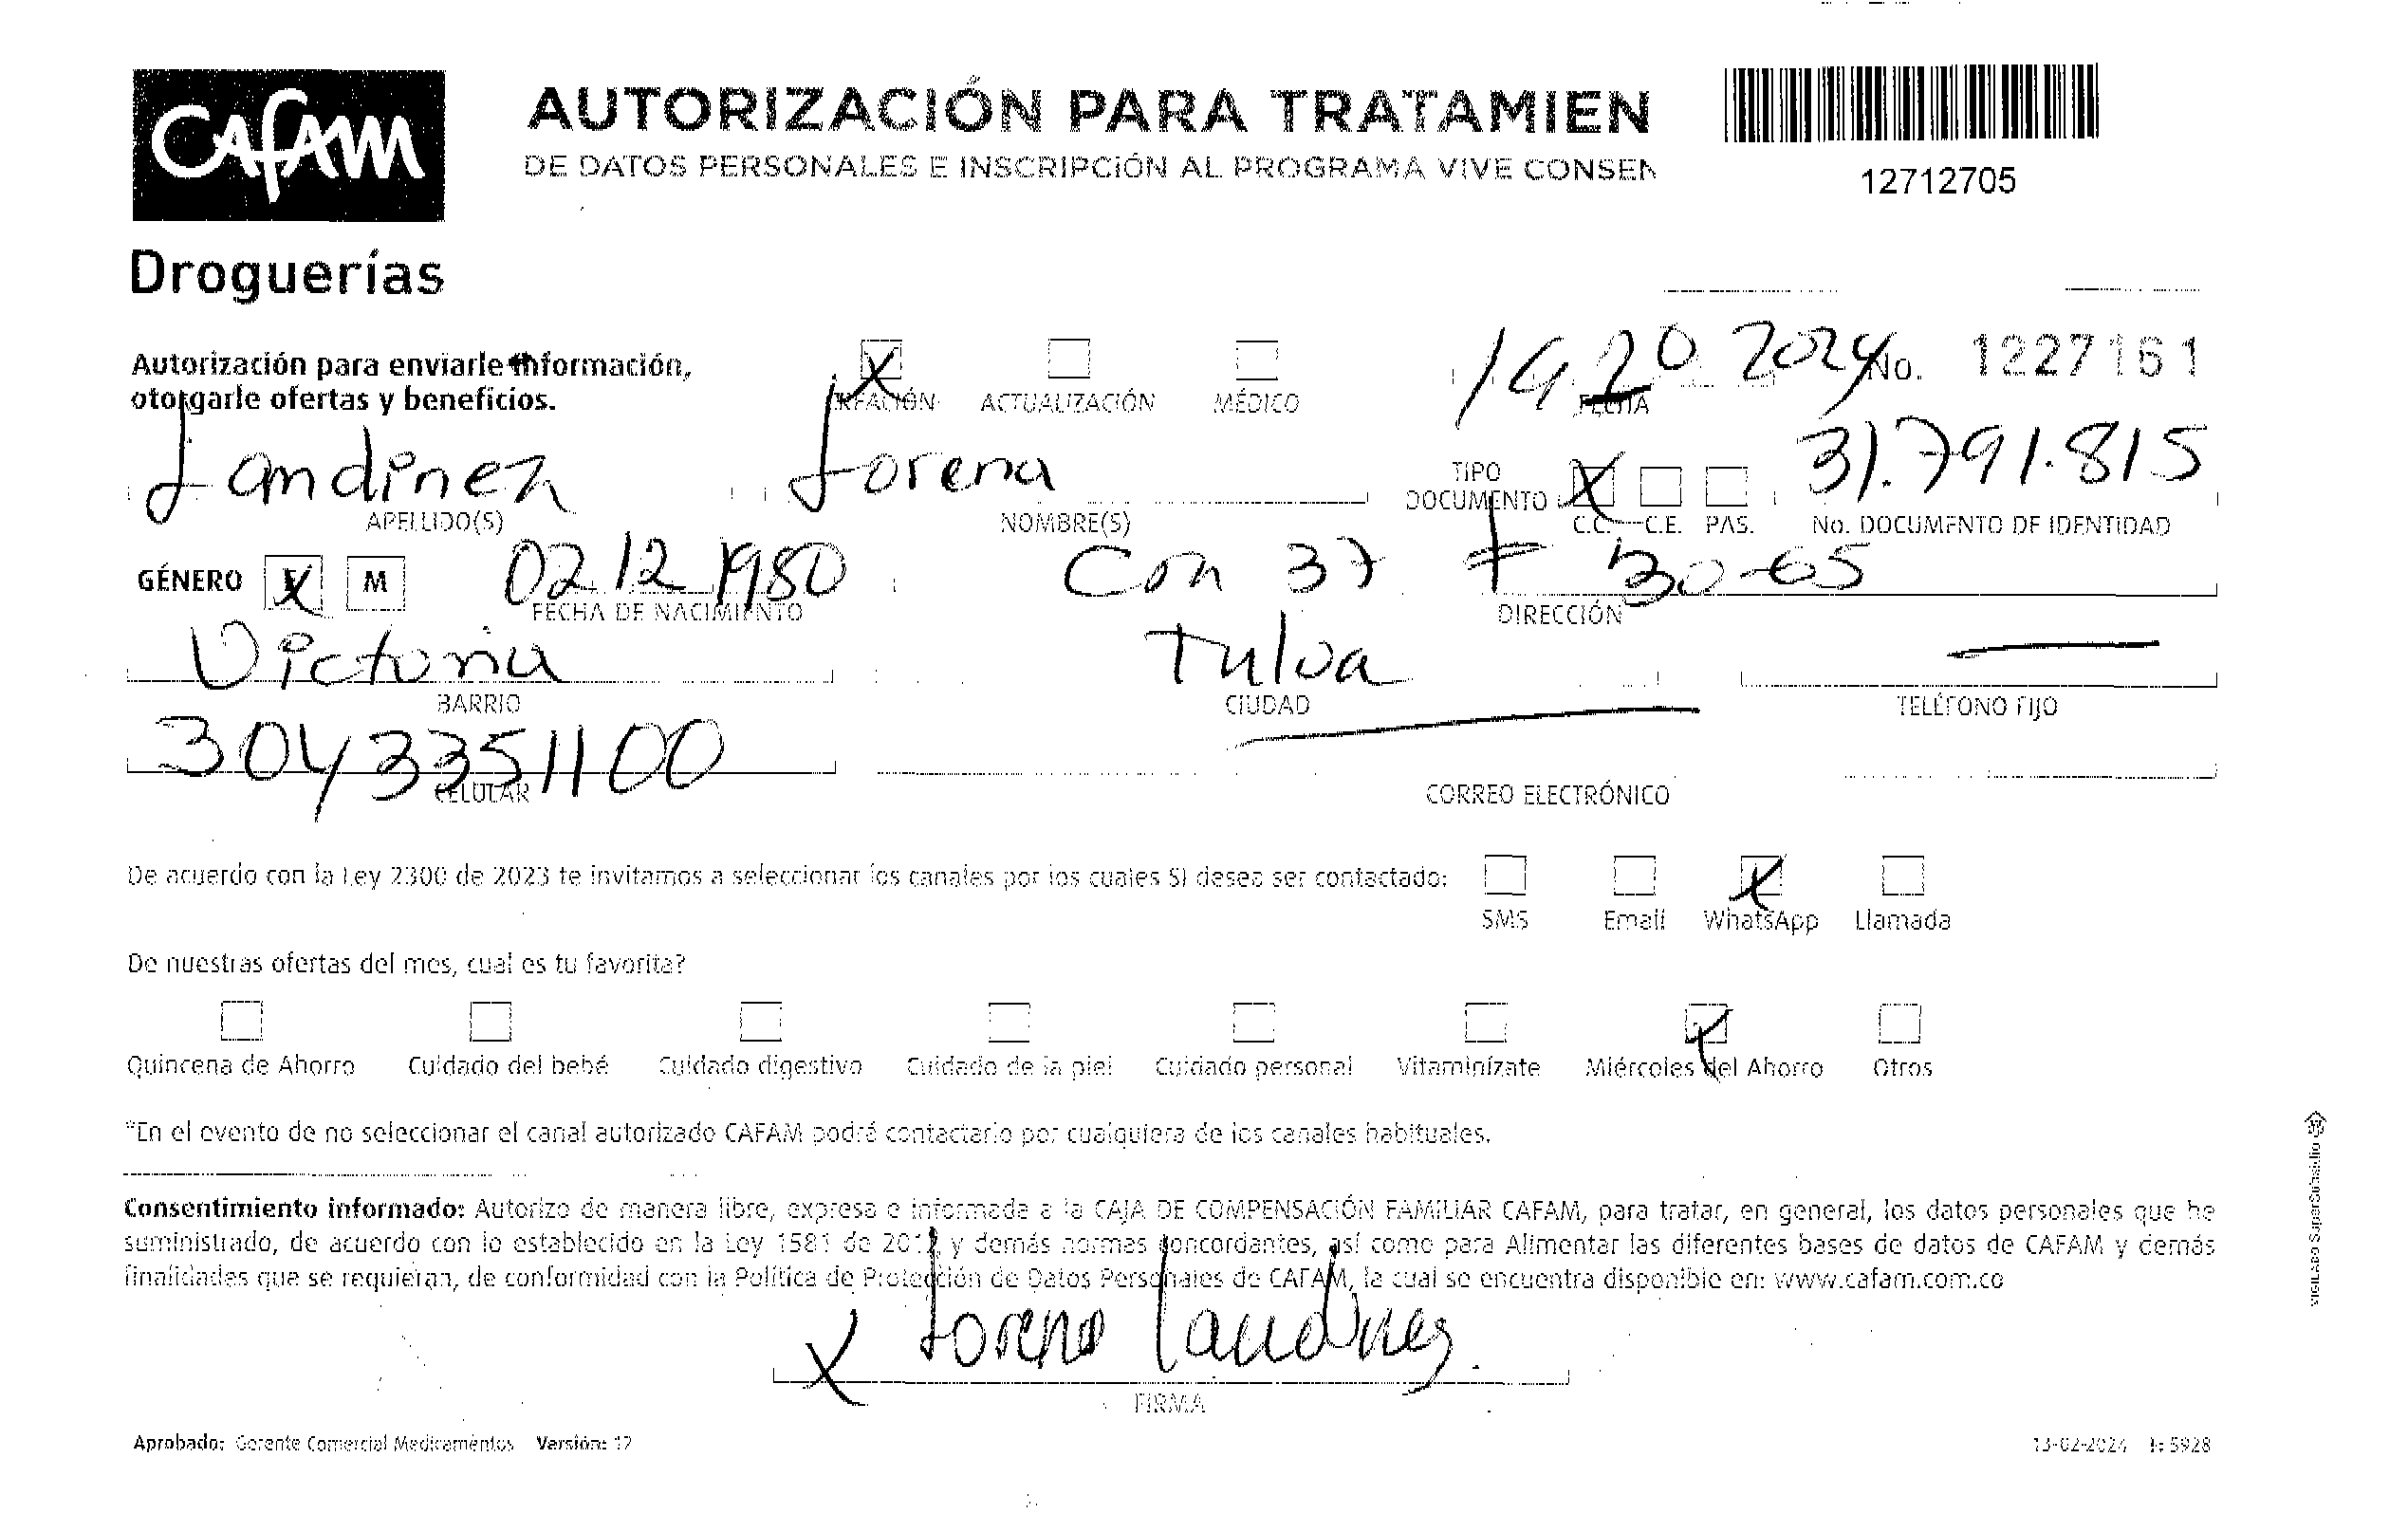 CAFAM
Droguerías
AUTORIZACIÓN PARA TRATAMIEN
DE DATOS PERSONALES E INSCRIPCIÓN AL PROGRAMA VIVE CONSEN
12712705
Autorización para enviarle información,
otorgarle ofertas y beneficios.
X
CREACIÓN ACTUALIZACIÓN MÉDICO
2024
FECHA
No. 1227161
Landinez Lorena
APELLIDO(S) NOMBRE(S)
TIPO
DOCUMENTO X
C.C. C.E. PAS.
31.791.815
No. DOCUMENTO DE IDENTIDAD
GÉNERO X M 02 12 1980
FECHA DE NACIMIENTO
37 # 30-65
DIRECCIÓN
Victoria Tulua
BARRIO CIUDAD TELÉFONO FIJO
3043351100
CELULAR CORREO ELECTRÓNICO
De acuerdo con la Ley 2300 de 2023 te invitamos a seleccionar los canales por los cuales SI desea ser contactado:
X
SMS Email WhatsApp Llamada
De nuestras ofertas del mes, cual es tu favorita?
X
Quincena de Ahorro Cuidado del bebé Cuidado digestivo Cuidado de la piel Cuidado personal Vitaminízate Miércoles del Ahorro Otros
*En el evento de no seleccionar el canal autorizado CAFAM podrá contactarlo por cualquiera de los canales habituales.
Consentimiento informado: Autorizo de manera libre, expresa e informada a la CAJA DE COMPENSACIÓN FAMILIAR CAFAM, para tratar, en general, los datos personales que he
suministrado, de acuerdo con lo establecido en la Ley 1581 de 2012 y demás normas concordantes, así como para Alimentar las diferentes bases de datos de CAFAM y demás
finalidades que se requieran, de conformidad con la Política de Protección de Datos Personales de CAFAM, la cual se encuentra disponible en: www.cafam.com.co
X Lorena Landinez
FIRMA
Aprobado: Gerente Comercial Medicamentos Versión: 12
13-02-2024 F: 5928
VIGILADO SuperSubsidio